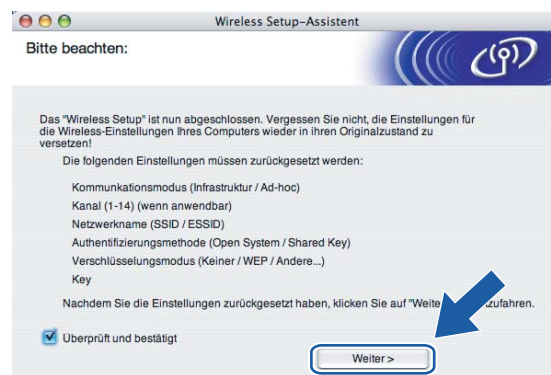 Wireless Setup-Assistent
Bitte beachten:
Das "Wireless Setup" ist nun abgeschlossen. Vergessen Sie nicht, die Einstellungen für
die Wireless-Einstellungen Ihres Computers wieder in ihren Originalzustand zu
versetzen!
Die folgenden Einstellungen müssen zurückgesetzt werden:
Kommunkationsmodus (Infrastruktur / Ad-hoc)
Kanal (1-14) (wenn anwendbar)
Netzwerkname (SSID / ESSID)
Authentifizierungsmethode (Open System / Shared Key)
Verschlüsselungsmodus (Keiner / WEP / Andere...)
Key
Nachdem Sie die Einstellungen zurückgesetzt haben, klicken Sie auf "Weite zufahren.
Überprüft und bestätigt
Weiter >